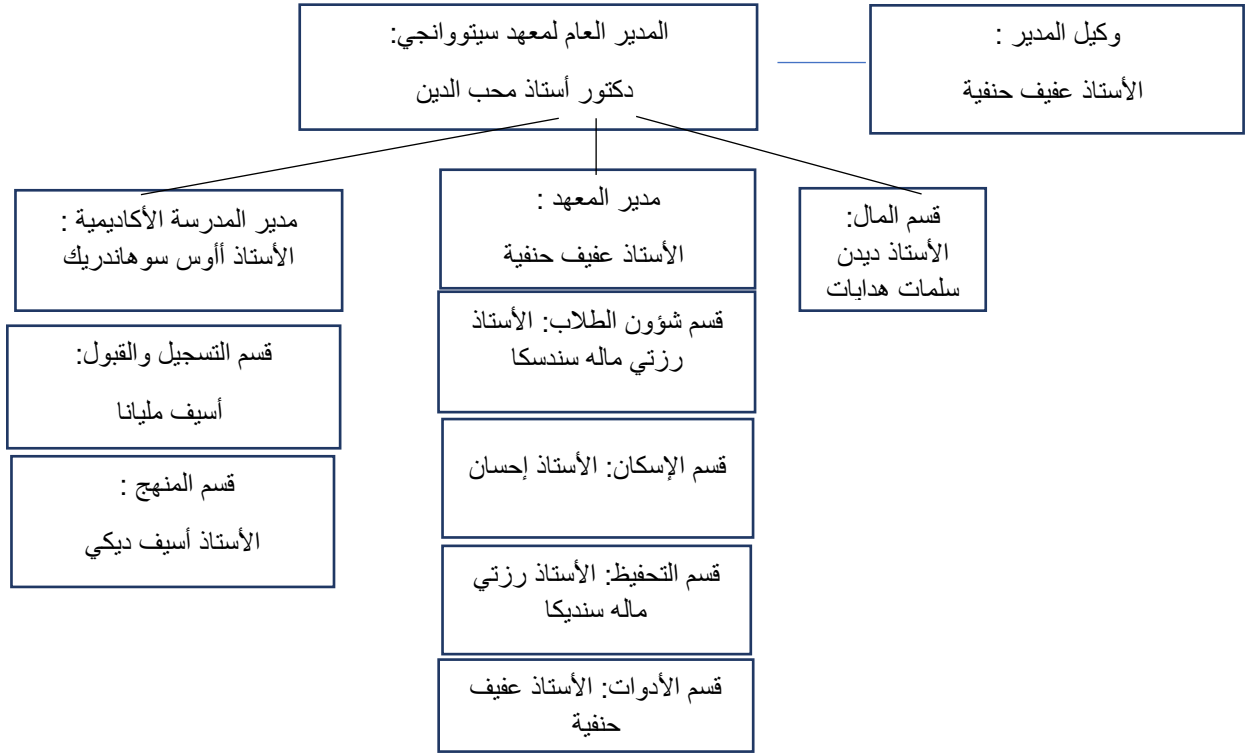 المدير العام لمعهد سيتووانجي:
دكتور أستاذ محب الدين
وكيل المدير :
الأستاذ عفيف حنفية
قسم المال:
الأستاذ ديدن
سلمات هدايات
مدير المعهد :
الأستاذ عفيف حنفية
قسم شؤون الطلاب: الأستاذ
رزتي ماله سندسكا
قسم الإسكان: الأستاذ إحسان
قسم التحفيظ: الأستاذ رزتي
ماله سنديكا
قسم الأدوات: الأستاذ عفيف
حنفية
مدير المدرسة الأكاديمية :
الأستاذ أأوس سوهاندريك
قسم التسجيل والقبول:
أسيف مليانا
قسم المنهج :
الأستاذ أسيف ديكي